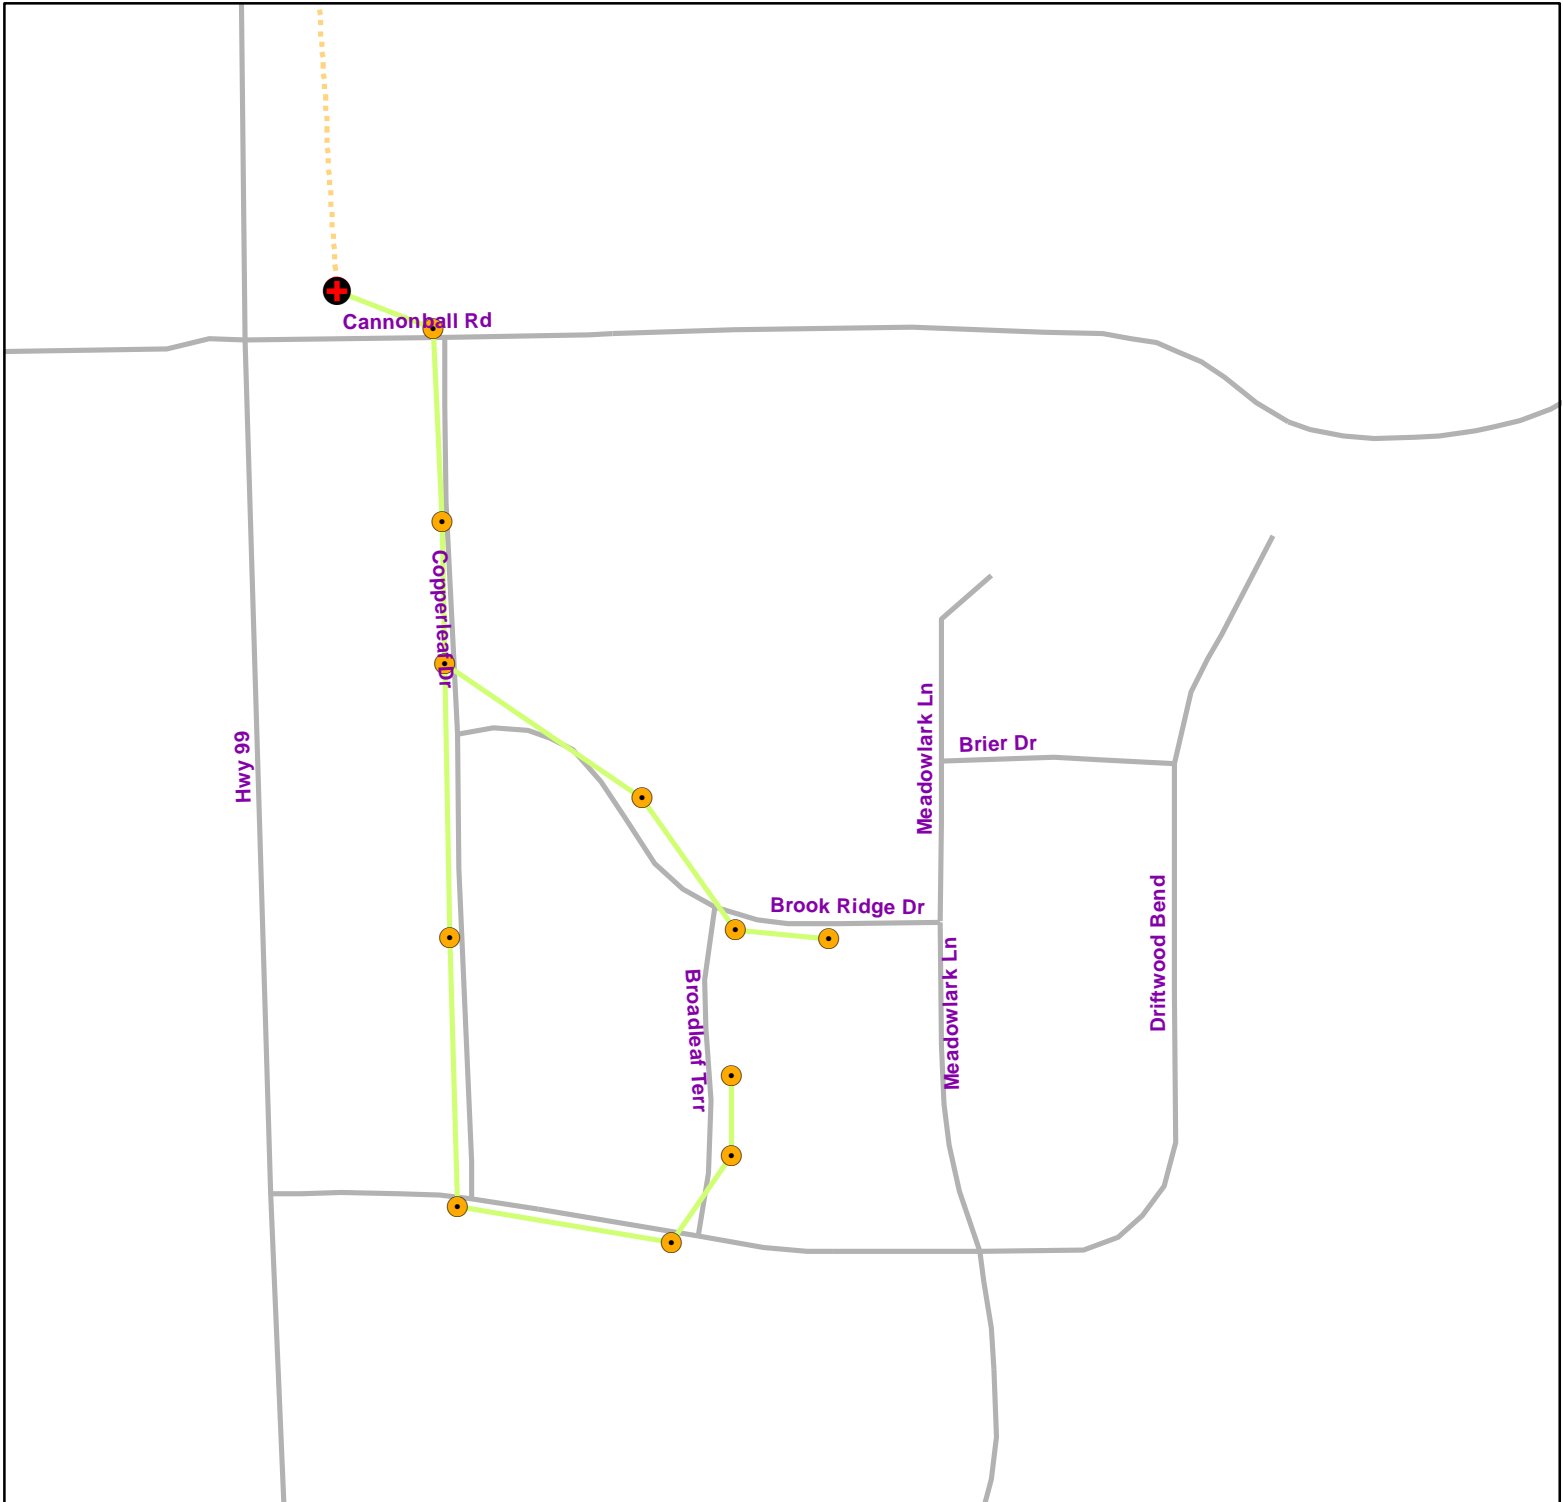 Cannonball Rd
Copperleaf Dr
Meadowlark Ln
Hwy 99
Brier Dr
Brook Ridge Dr
Driftwood Bend
Meadowlark Ln
Broadleaf Terr